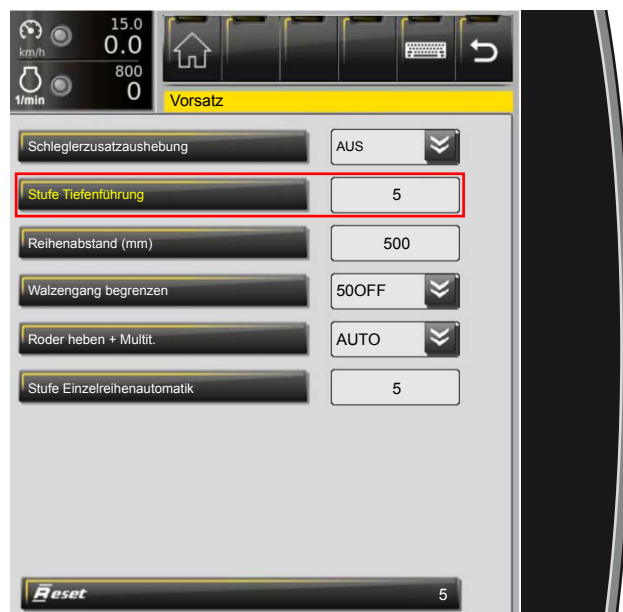 15.0
km/h 0.0
800
1/min 0
Vorsatz
Schleglerzusatzaushebung AUS
Stufe Tiefenführung 5
Reihenabstand (mm) 500
Walzengang begrenzen 50OFF
Roder heben + Multit. AUTO
Stufe Einzelreihenautomatik 5
Reset 5